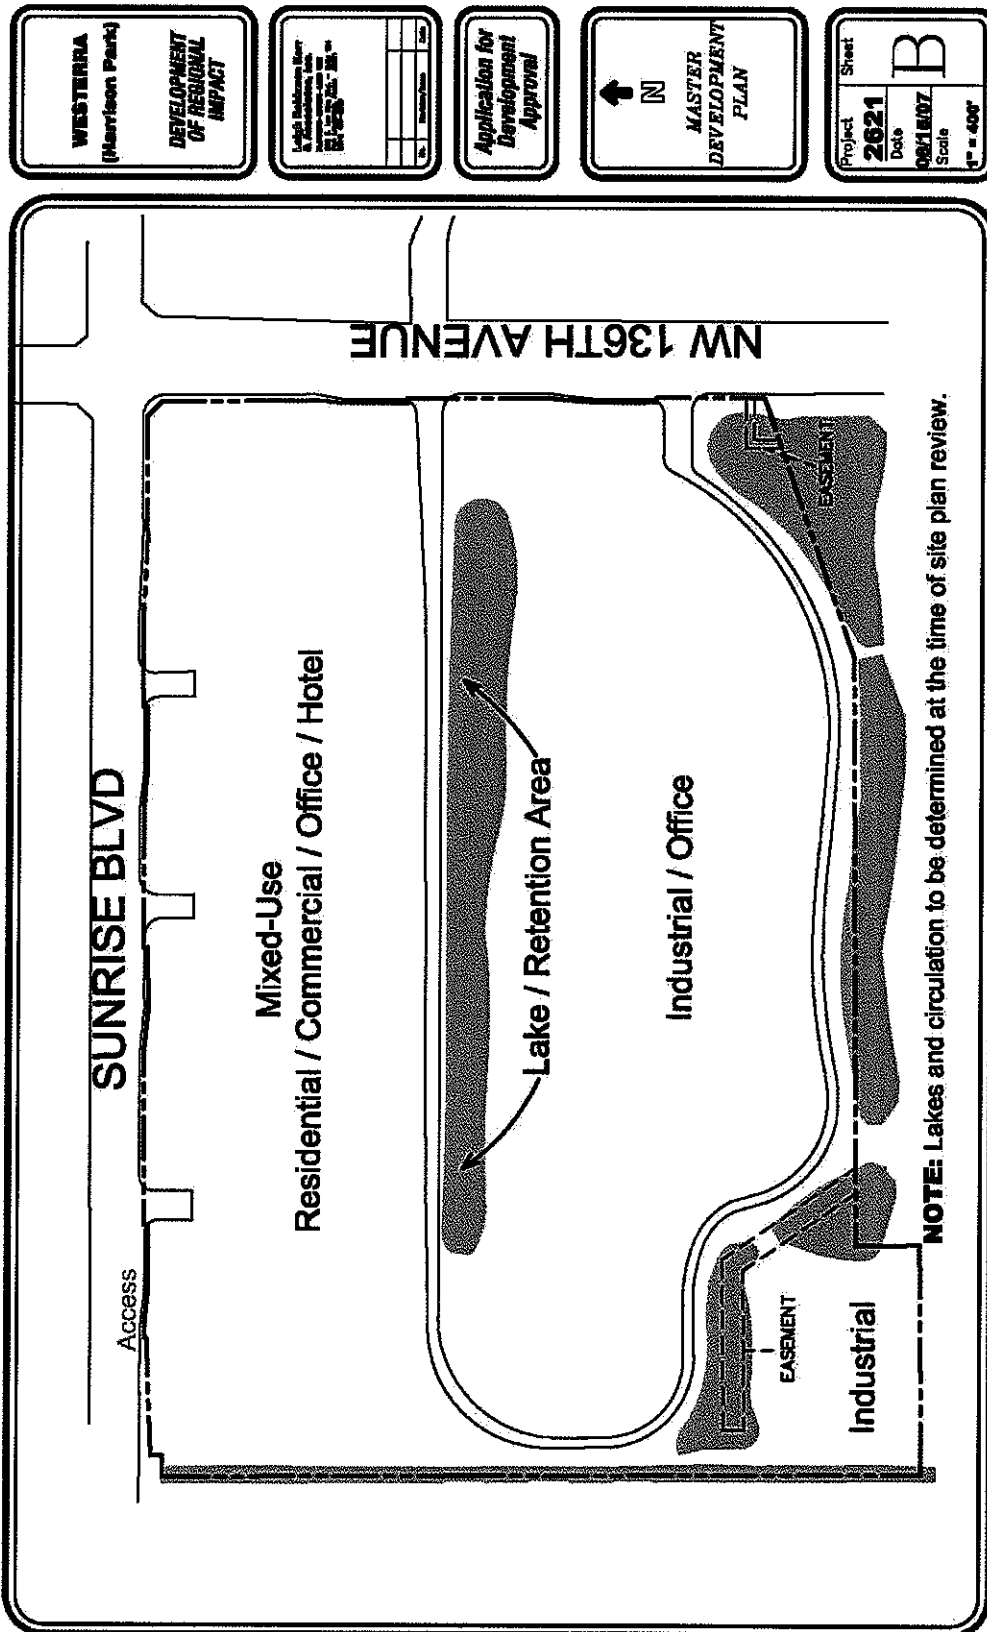 WESTERRA
(Harrison Park)
DEVELOPMENT
OF REGIONAL
IMPACT
Application for
Development
Approval
N
MASTER
DEVELOPMENT
PLAN
Project
2621
Date
Scale
1" = 400'
Sheet
B
SUNRISE BLVD
NW 136TH AVENUE
Access
Mixed-Use
Residential / Commercial / Office / Hotel
Lake / Retention Area
Industrial / Office
EASEMENT
EASEMENT
Industrial
NOTE: Lakes and circulation to be determined at the time of site plan review.